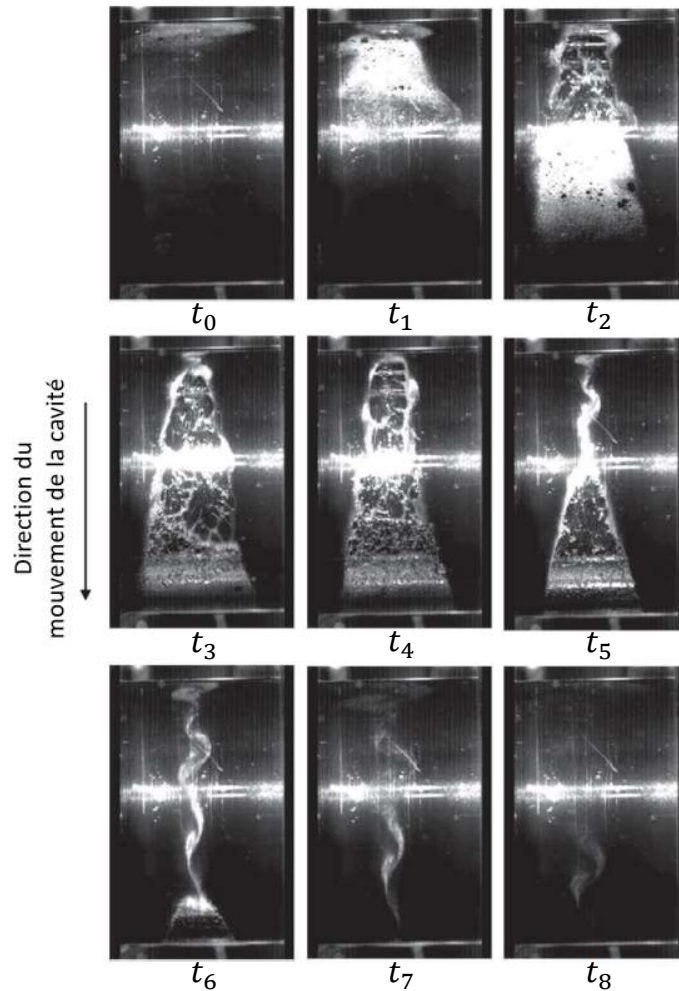 t₀ t₁ t₂
Direction du
mouvement de la cavité
t₃ t₄ t₅
t₆ t₇ t₈